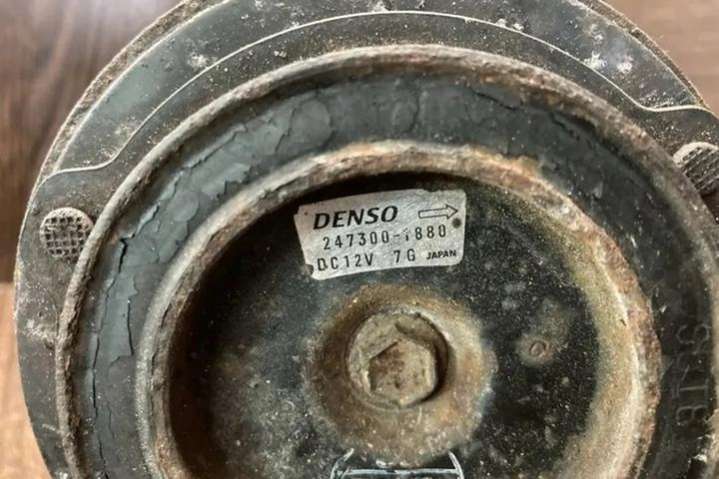 DENSO
247300-1880
DC12V 7G JAPAN